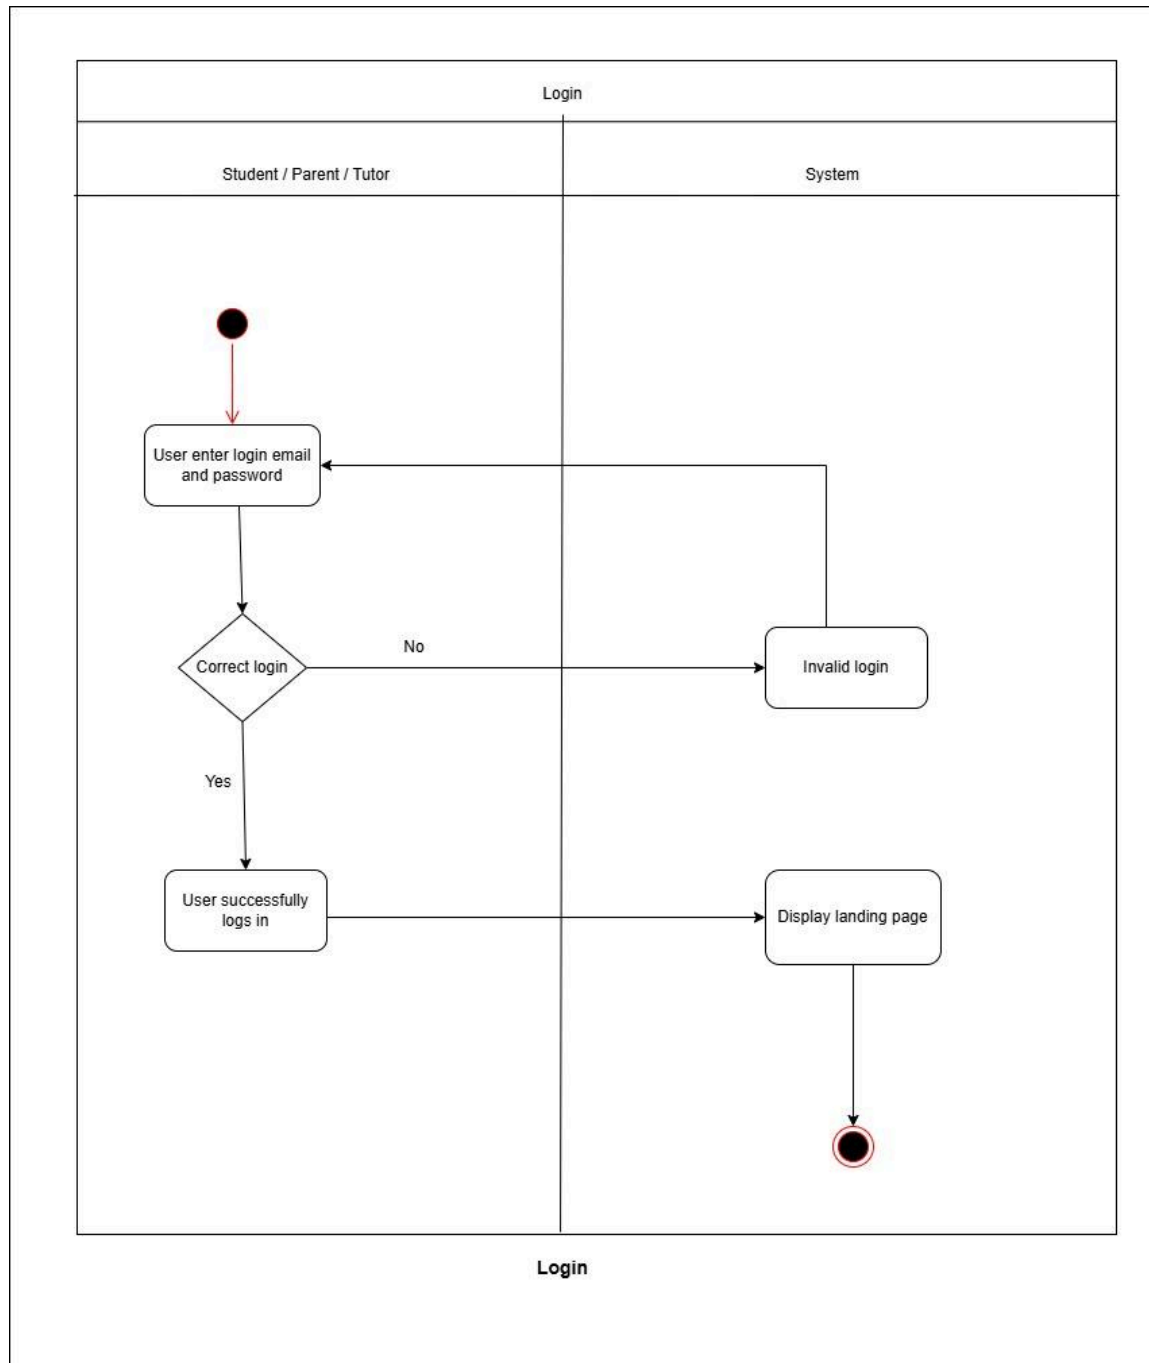 Login
Student / Parent / Tutor
System
User enter login email
and password
Correct login
No
Invalid login
Yes
User successfully
logs in
Display landing page
Login